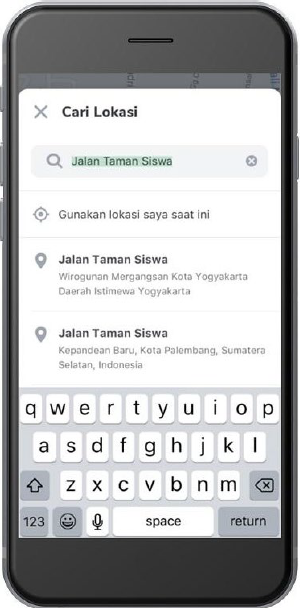 Cari Lokasi
Jalan Taman Siswa
Gunakan lokasi saya saat ini
Jalan Taman Siswa
Wirogunan Mergangsan Kota Yogyakarta
Daerah Istimewa Yogyakarta
Jalan Taman Siswa
Kepandean Baru, Kota Palembang, Sumatera
Selatan, Indonesia
q w e r t y u i o p
a s d f g h j k l
z x c v b n m
123 space return